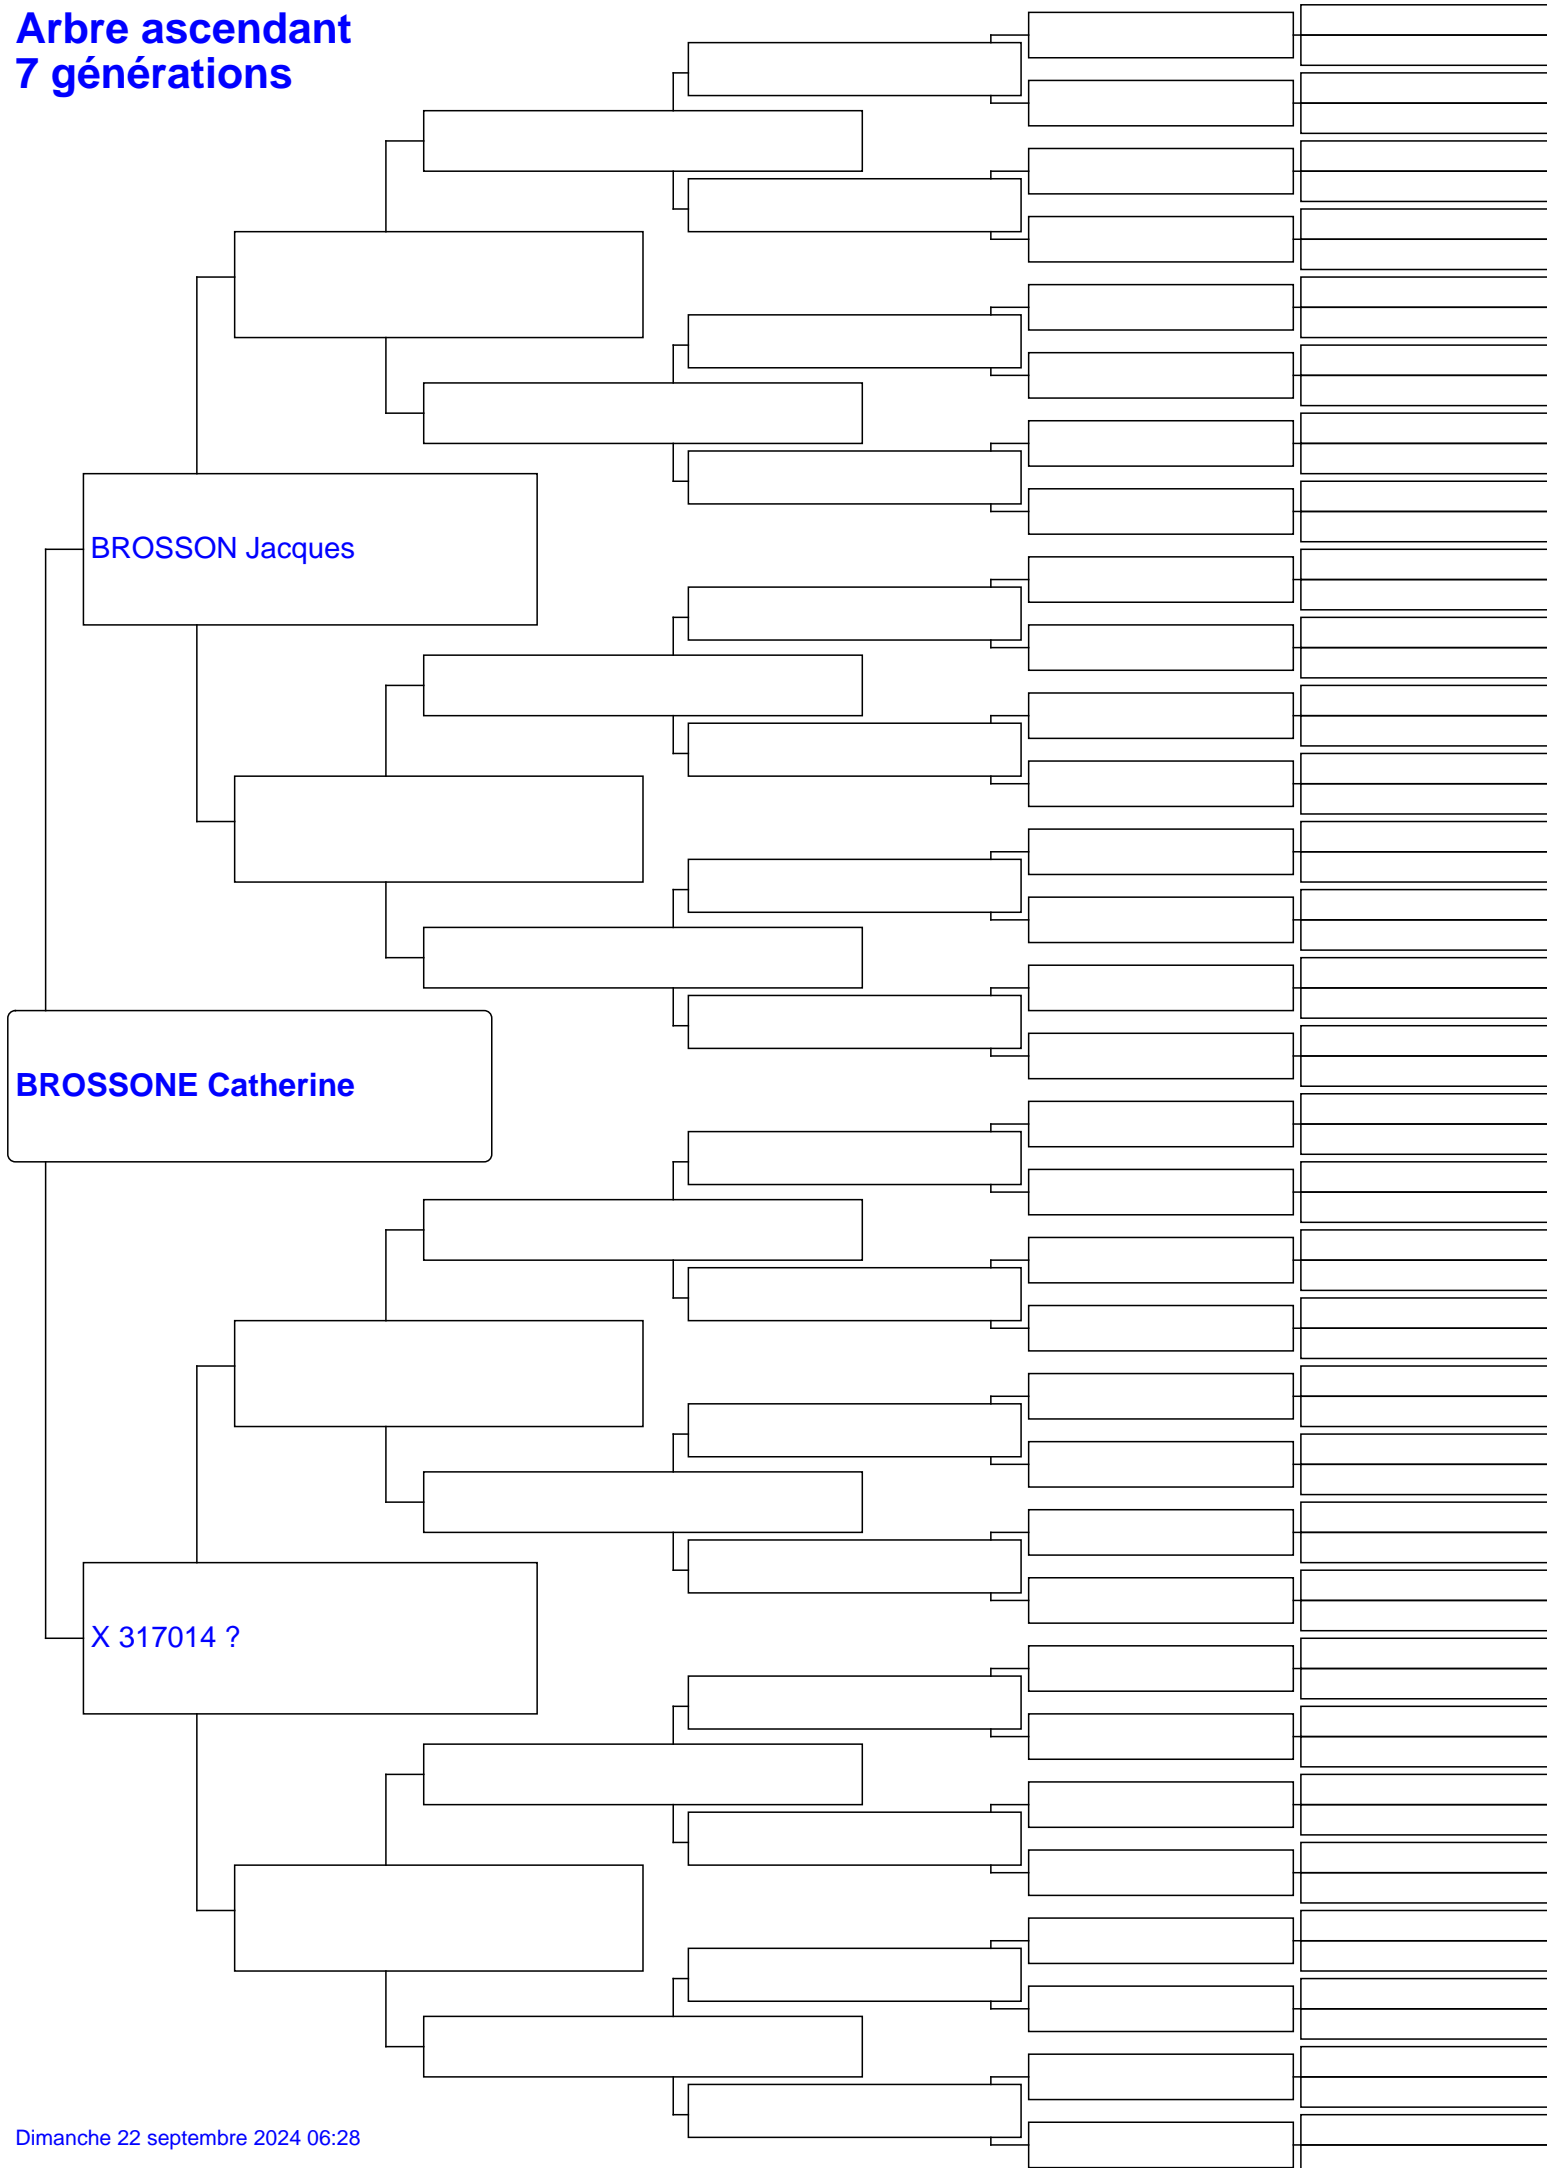 Arbre ascendant
7 générations
BROSSON Jacques
BROSSONE Catherine
X 317014 ?
Dimanche 22 septembre 2024 06:28